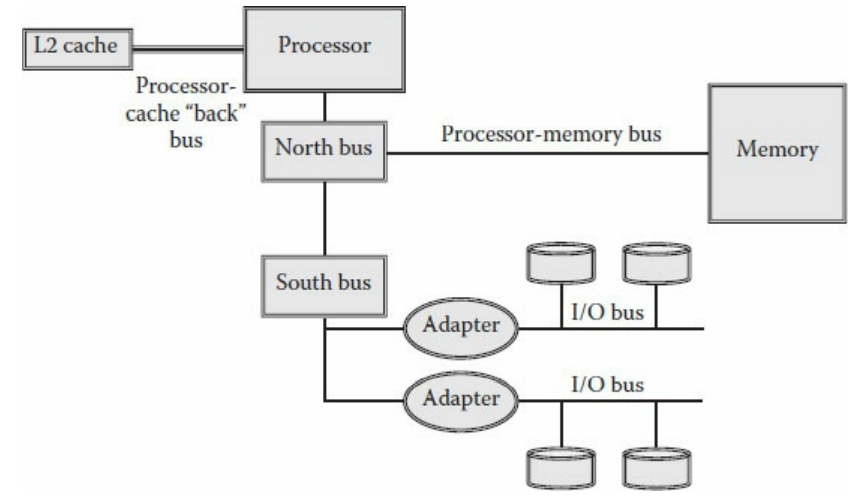 L2 cache
Processor
Processor-
cache “back”
bus
North bus
Processor-memory bus
Memory
South bus
Adapter
I/O bus
Adapter
I/O bus